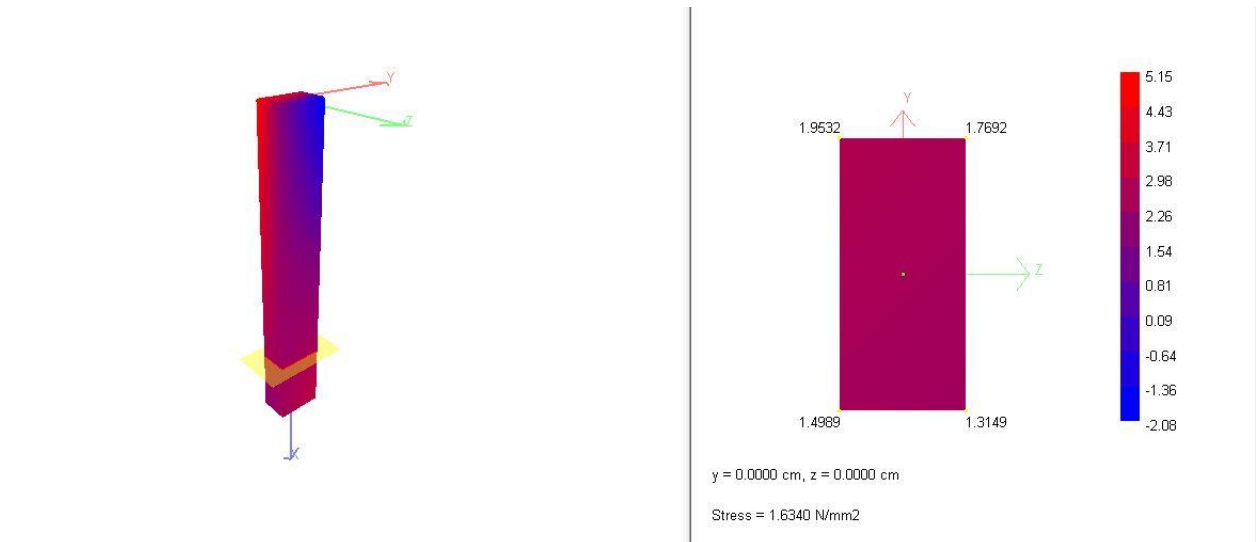 Y
Z
X
Y
1.9532
1.7692
Z
1.4989
1.3149
5.15
4.43
3.71
2.98
2.26
1.54
0.81
0.09
-0.64
-1.36
-2.08
y = 0.0000 cm, z = 0.0000 cm
Stress = 1.6340 N/mm2